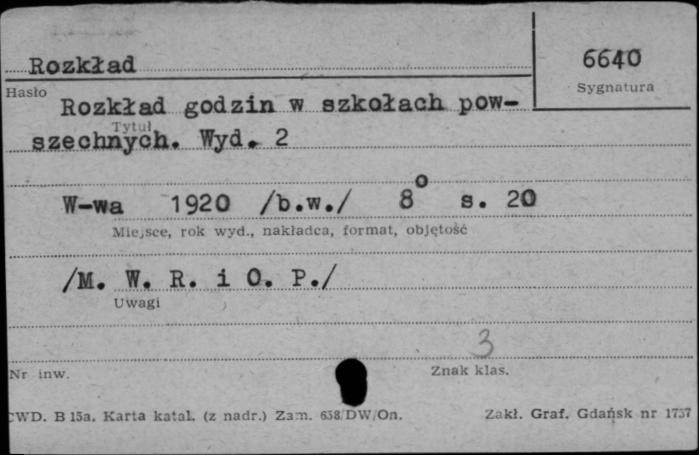 Rozkład
6640
Hasło
Sygnatura
Rozkład godzin w szkołach pow-
Tytuł
szechnych. Wyd. 2
W-wa 1920 /b.w./ 8° s. 20
Miejsce, rok wyd., nakładca, format, objętość
/M. W. R. i O. P./
Uwagi
3
Nr inw.
Znak klas.
CWD. B 15a. Karta katal. (z nadr.) Zam. 658/DW/On.
Zakł. Graf. Gdańsk nr 1757